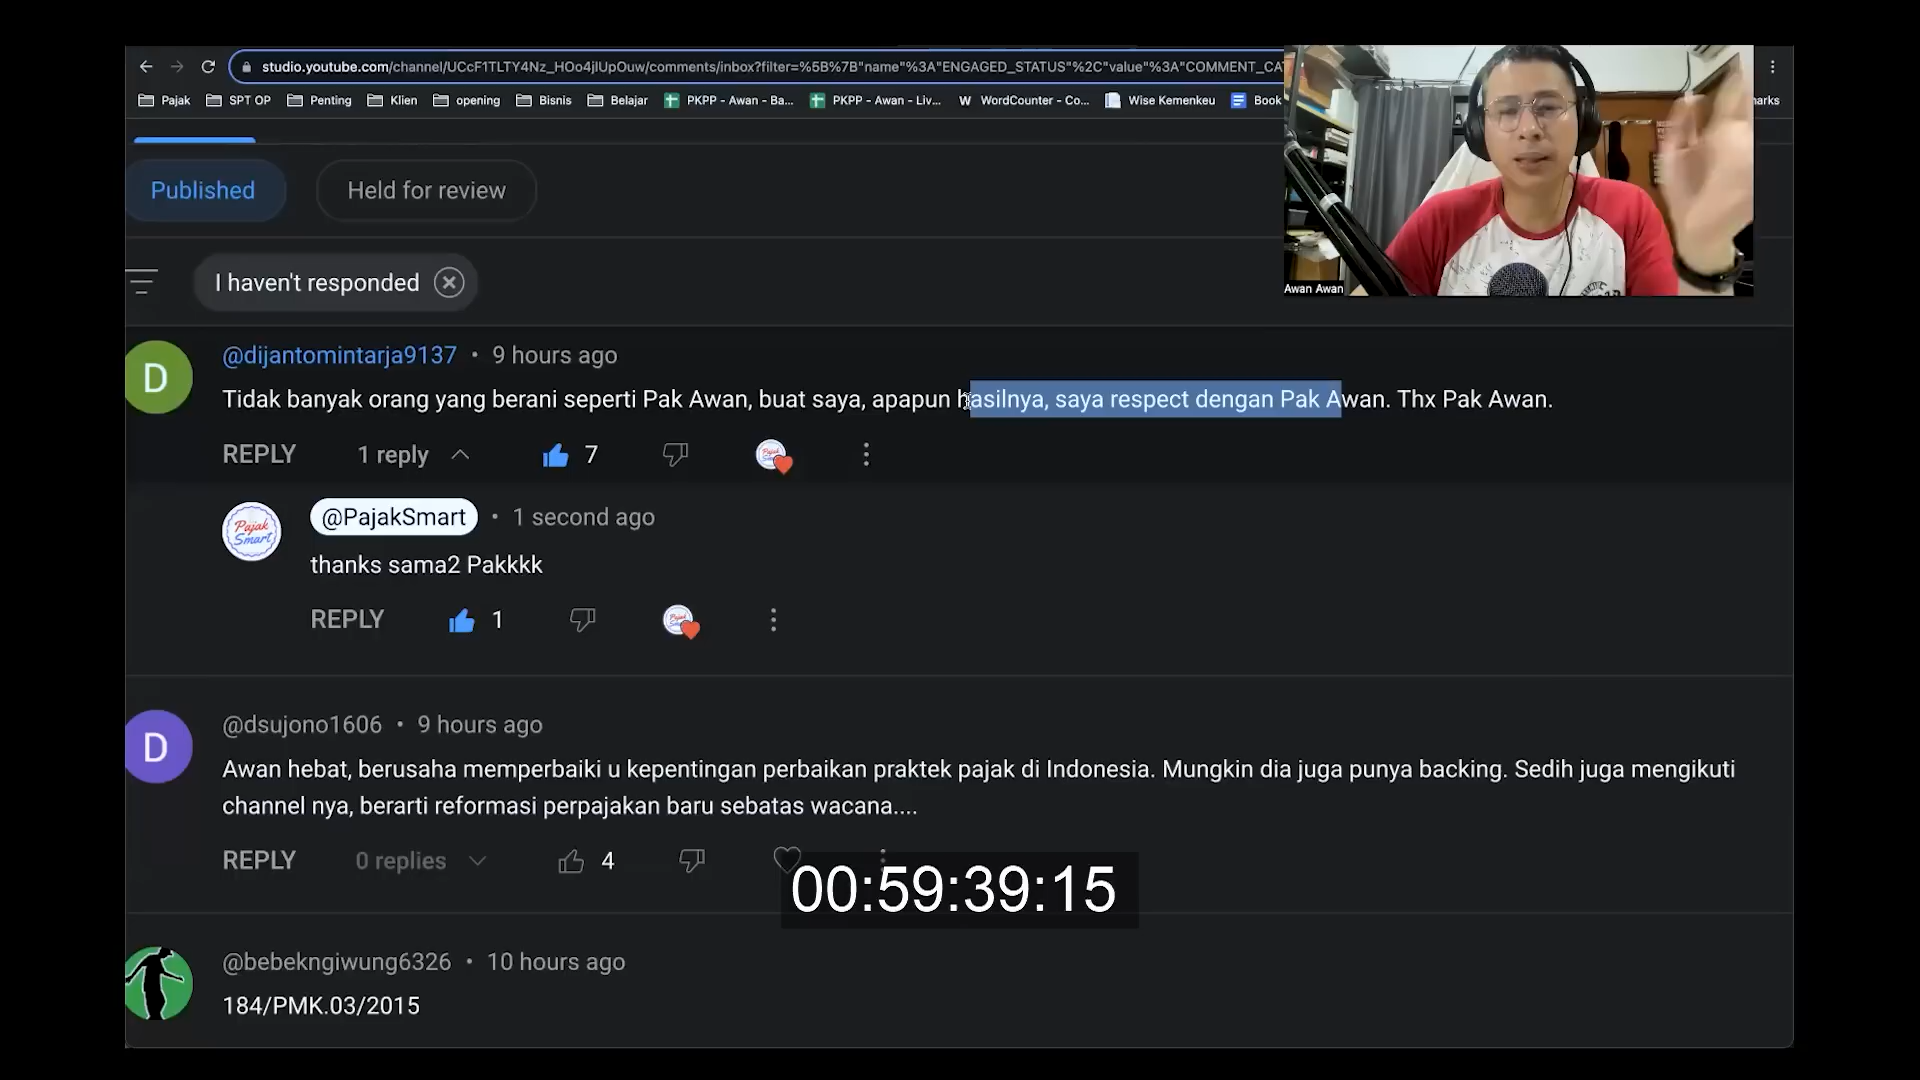 studio.youtube.com/channel/UCcF1TLTY4Nz_HOo4jlUpOuw/comments/inbox?filter=%5B%7B"name"%3A"ENGAGED_STATUS"%2C"value"%3A"COMMENT_CA
Pajak SPT OP Penting Klien opening Bisnis Belajar PKPP - Awan - Ba... PKPP - Awan - Liv... WordCounter - Co... Wise Kemenkeu Book
Published Held for review
I haven't responded
Awan Awan
D @dijantomintarja9137 • 9 hours ago
Tidak banyak orang yang berani seperti Pak Awan, buat saya, apapun hasilnya, saya respect dengan Pak Awan. Thx Pak Awan.
REPLY 1 reply 7
Pajak Smart
@PajakSmart • 1 second ago
thanks sama2 Pakkkk
REPLY 1
D @dsujono1606 • 9 hours ago
Awan hebat, berusaha memperbaiki u kepentingan perbaikan praktek pajak di Indonesia. Mungkin dia juga punya backing. Sedih juga mengikuti
channel nya, berarti reformasi perpajakan baru sebatas wacana....
REPLY 0 replies 4
00:59:39:15
@bebekngiwung6326 • 10 hours ago
184/PMK.03/2015